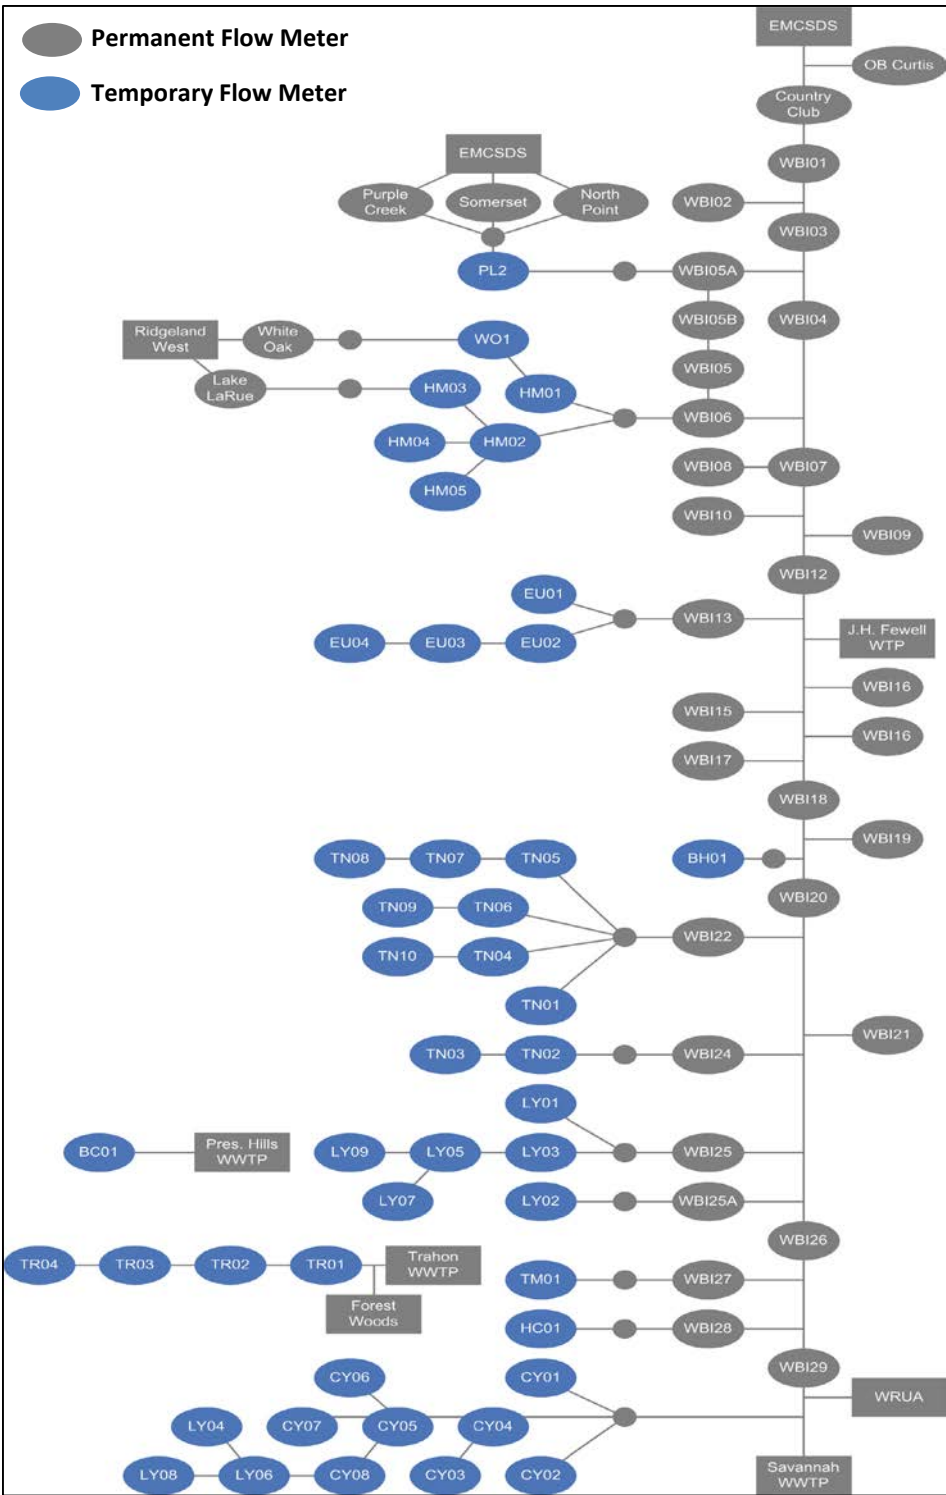 Permanent Flow Meter
Temporary Flow Meter
EMCSDS
OB Curtis
Country
Club
WBI01
EMCSDS
Purple
Creek
Somerset
North
Point
WBI02
WBI03
PL2
WBI05A
WBI05B
WBI04
Ridgeland
West
White
Oak
WO1
Lake
LaRue
HM03
HM01
WBI05
WBI06
HM04
HM02
HM05
WBI08
WBI07
WBI10
WBI09
WBI12
EU01
WBI13
EU04
EU03
EU02
J.H. Fewell
WTP
WBI16
WBI15
WBI16
WBI17
WBI18
WBI19
TN08
TN07
TN05
BH01
WBI20
TN09
TN06
WBI22
TN10
TN04
TN01
WBI21
TN03
TN02
WBI24
LY01
BC01
Pres. Hills
WWTP
LY09
LY05
LY03
WBI25
LY07
LY02
WBI25A
WBI26
TR04
TR03
TR02
TR01
Trahon
WWTP
Forest
Woods
TM01
WBI27
HC01
WBI28
WBI29
CY06
CY01
WRUA
LY04
CY07
CY05
CY04
LY08
LY06
CY08
CY03
CY02
Savannah
WWTP